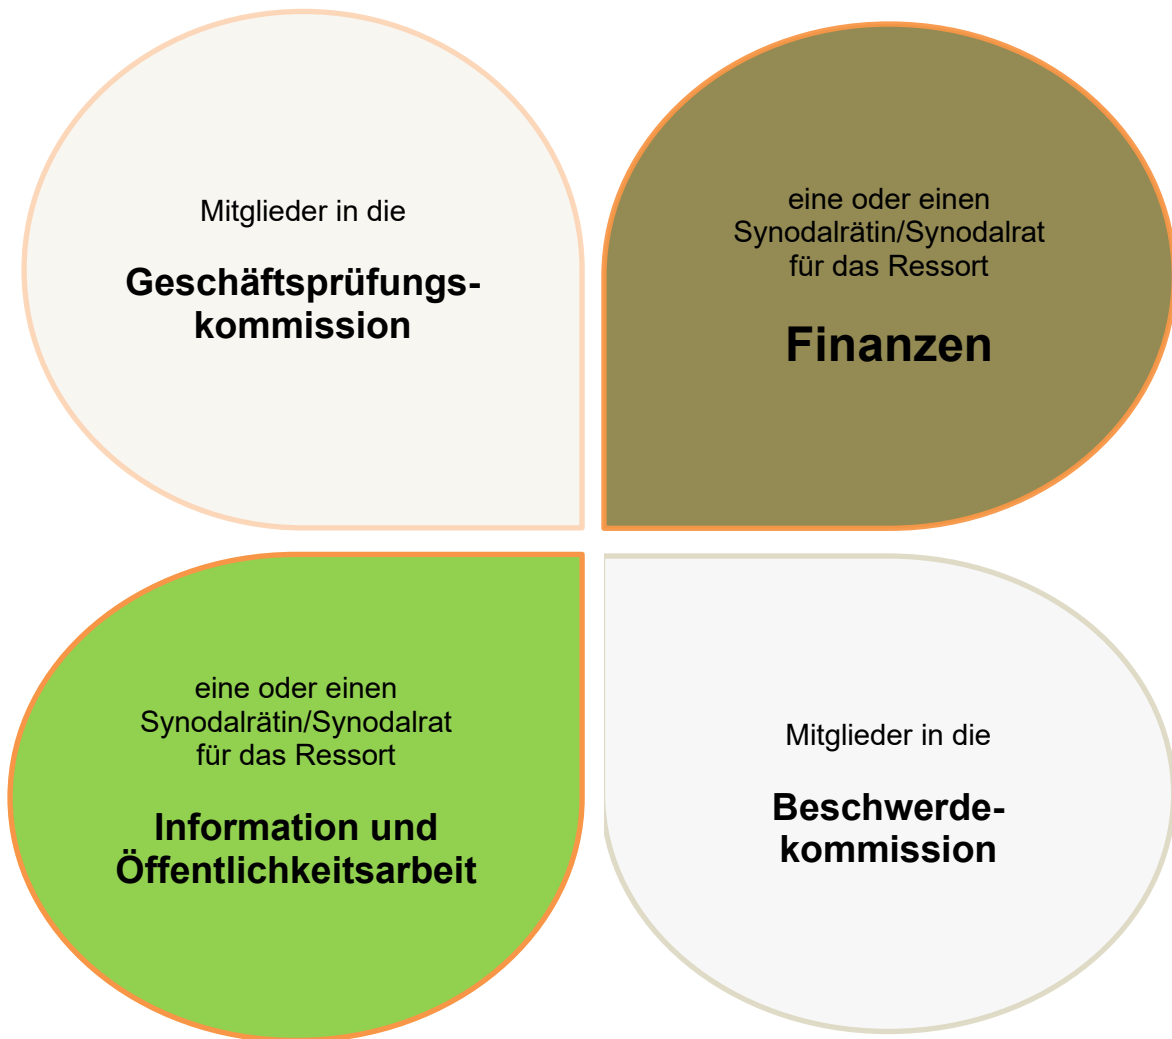 Mitglieder in die
Geschäftsprüfungs-
kommission
eine oder einen
Synodalrätin/Synodalrat
für das Ressort
Finanzen
eine oder einen
Synodalrätin/Synodalrat
für das Ressort
Information und
Öffentlichkeitsarbeit
Mitglieder in die
Beschwerde-
kommission